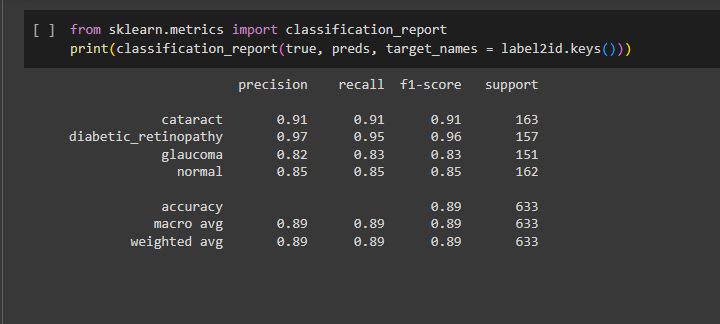 [ ] from sklearn.metrics import classification_report
print(classification_report(true, preds, target_names = label2id.keys()))
precision recall f1-score support
cataract 0.91 0.91 0.91 163
diabetic_retinopathy 0.97 0.95 0.96 157
glaucoma 0.82 0.83 0.83 151
normal 0.85 0.85 0.85 162
accuracy 0.89 633
macro avg 0.89 0.89 0.89 633
weighted avg 0.89 0.89 0.89 633